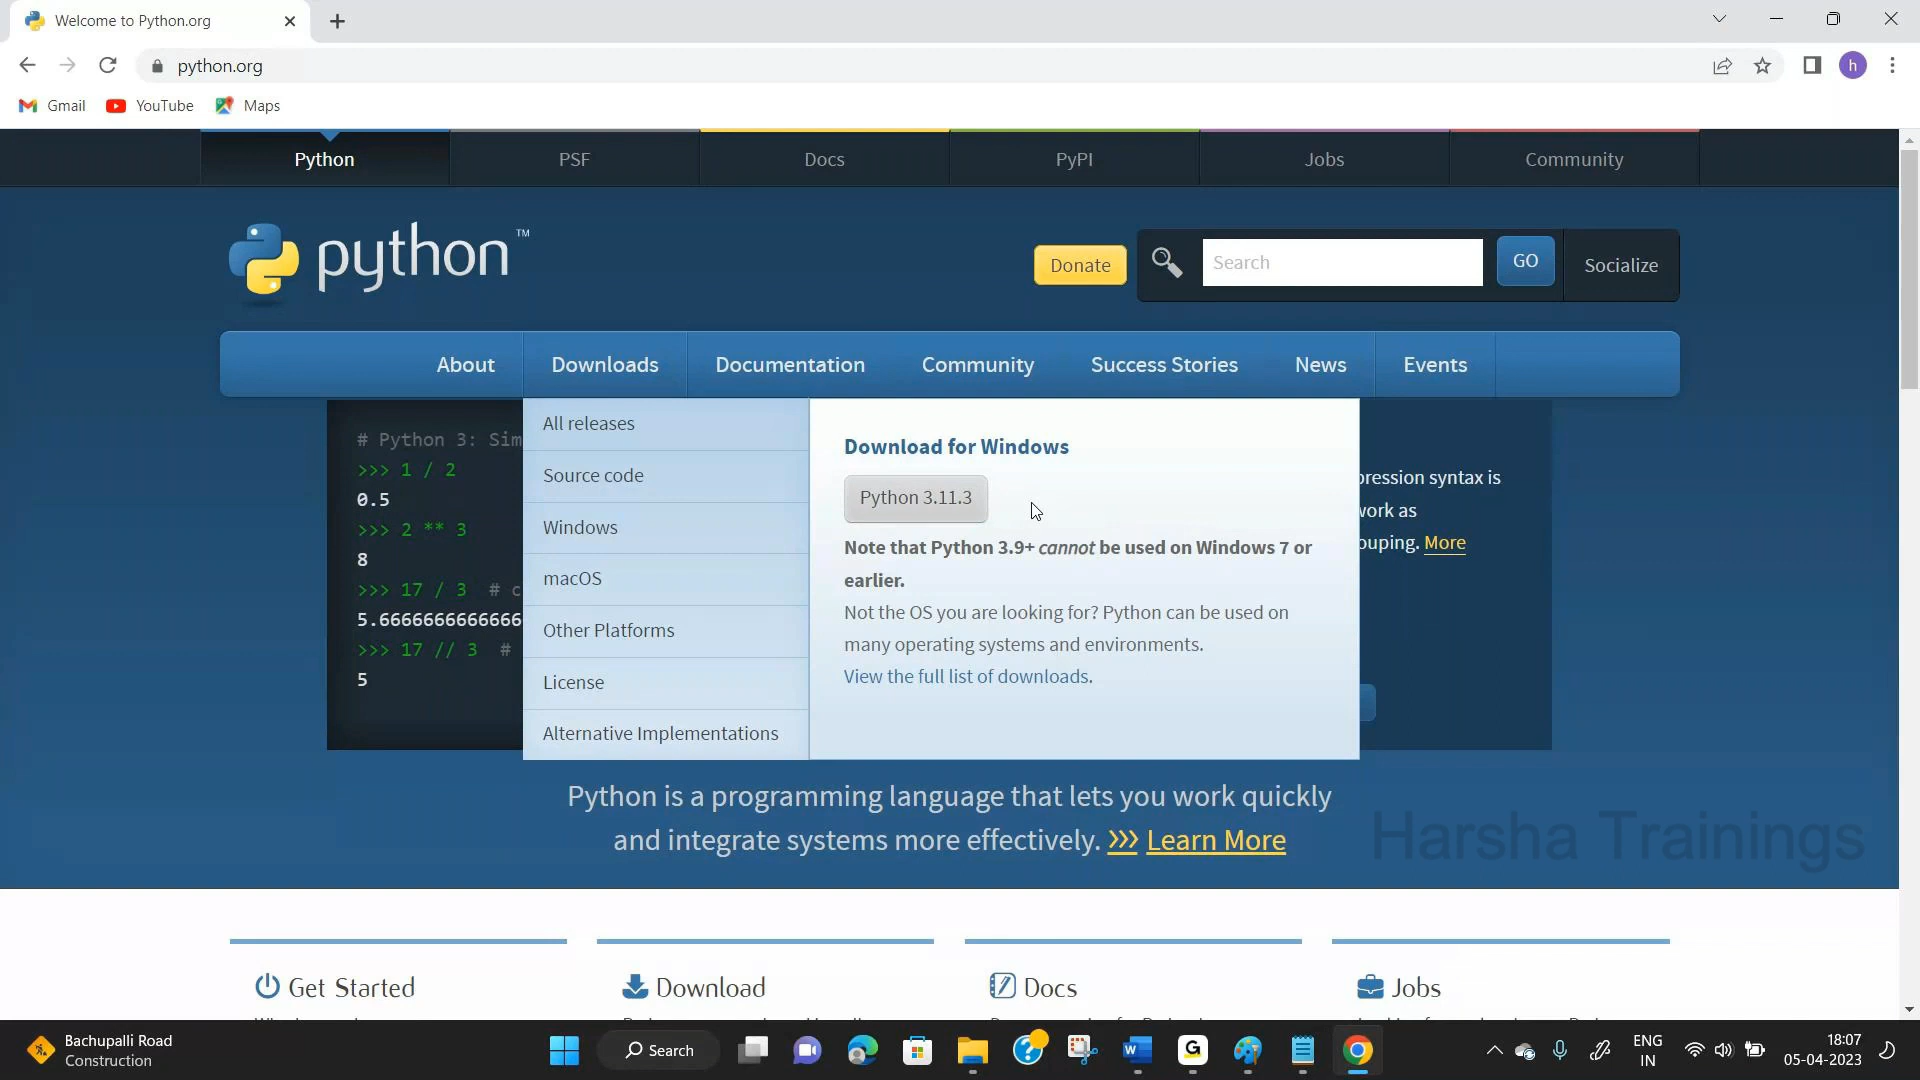 Welcome to Python.org
python.org
h
Gmail YouTube Maps
Python PSF Docs PyPI Jobs Community
python™
Donate Search GO Socialize
About Downloads Documentation Community Success Stories News Events
# Python 3: Sim
>>> 1 / 2
0.5
>>> 2 ** 3
8
>>> 17 / 3 # c
5.6666666666666
>>> 17 // 3 #
5
All releases
Source code
Windows
macOS
Other Platforms
License
Alternative Implementations
Download for Windows
Python 3.11.3
Note that Python 3.9+ cannot be used on Windows 7 or
earlier.
Not the OS you are looking for? Python can be used on
many operating systems and environments.
View the full list of downloads.
pression syntax is
work as
ouping. More
Python is a programming language that lets you work quickly
and integrate systems more effectively. >>> Learn More
Harsha Trainings
Get Started Download Docs Jobs
Bachupalli Road
Construction
Search
ENG
IN
18:07
05-04-2023